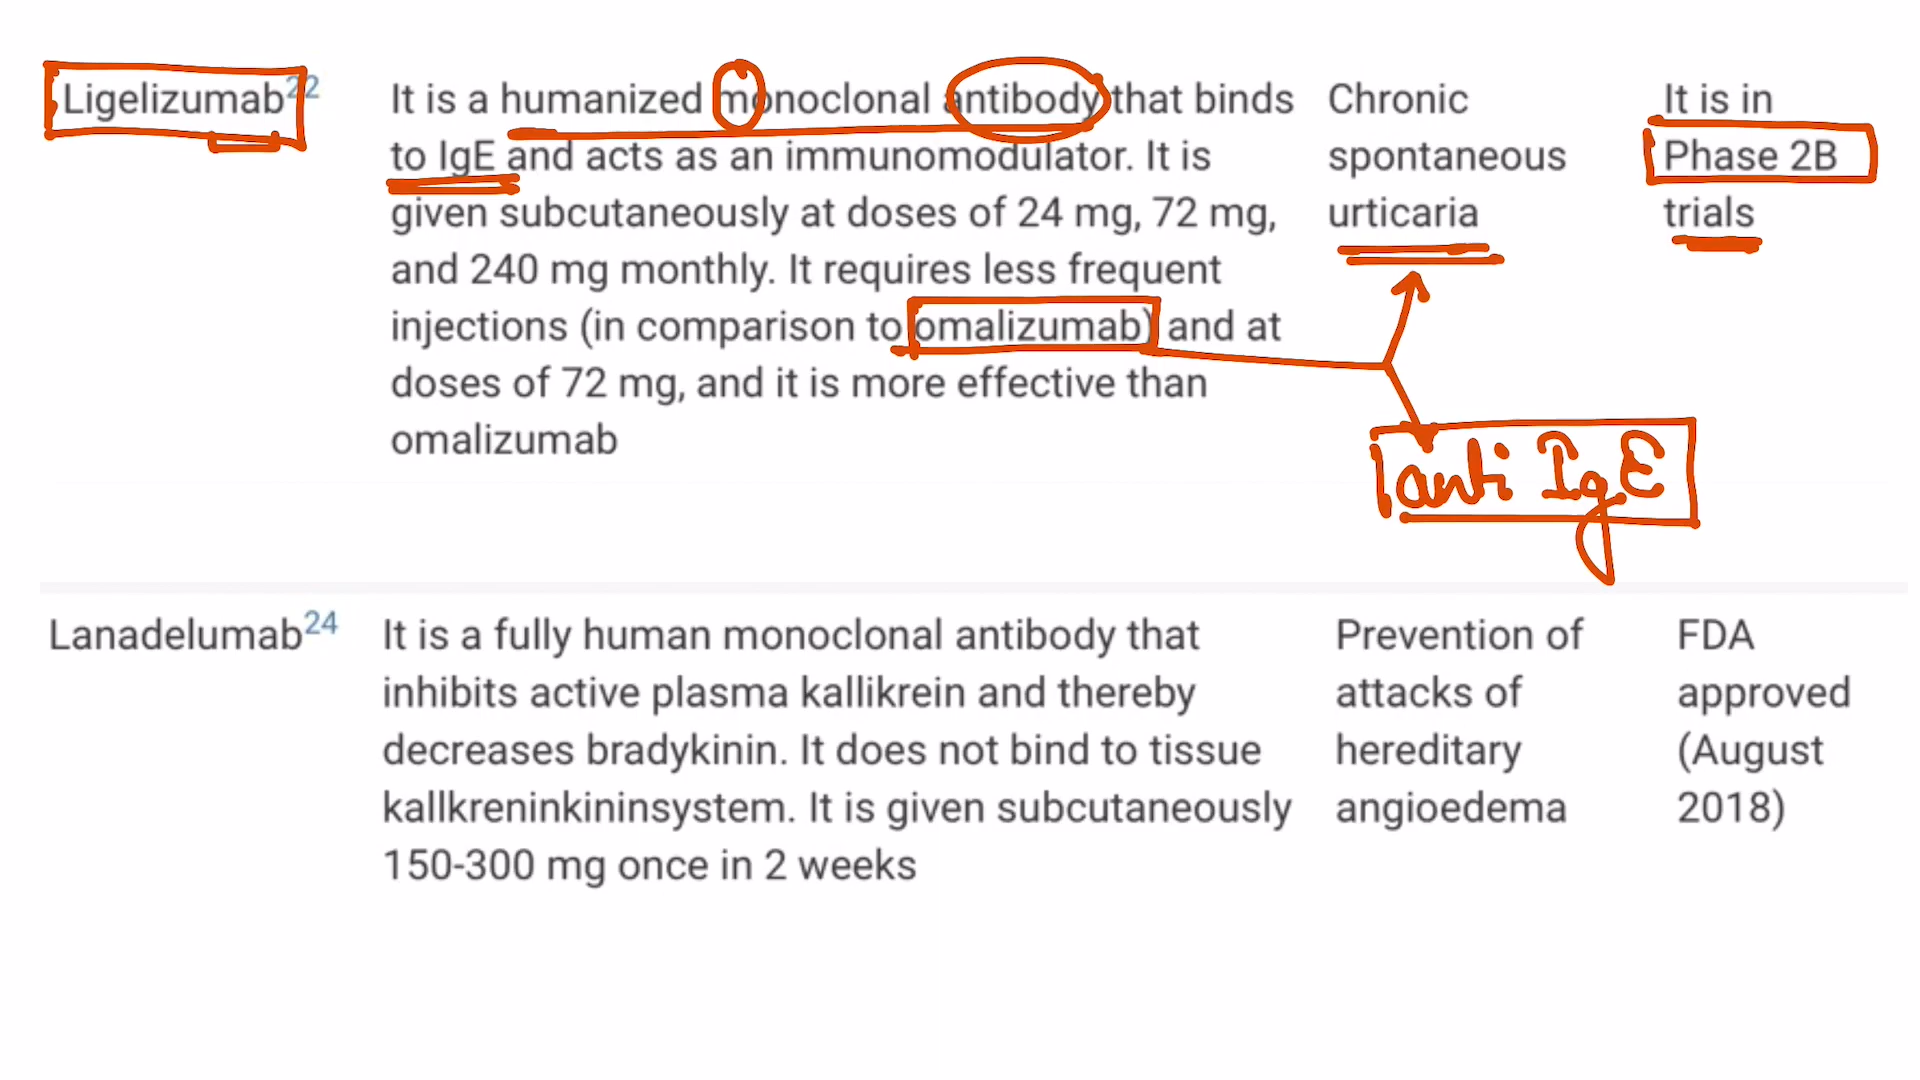 Ligelizumab22
It is a humanized monoclonal antibody that binds
to IgE and acts as an immunomodulator. It is
given subcutaneously at doses of 24 mg, 72 mg,
and 240 mg monthly. It requires less frequent
injections (in comparison to omalizumab) and at
doses of 72 mg, and it is more effective than
omalizumab
Chronic
spontaneous
urticaria
It is in
Phase 2B
trials
anti IgE
Lanadelumab24
It is a fully human monoclonal antibody that
inhibits active plasma kallikrein and thereby
decreases bradykinin. It does not bind to tissue
kallkreninkininsystem. It is given subcutaneously
150-300 mg once in 2 weeks
Prevention of
attacks of
hereditary
angioedema
FDA
approved
(August
2018)